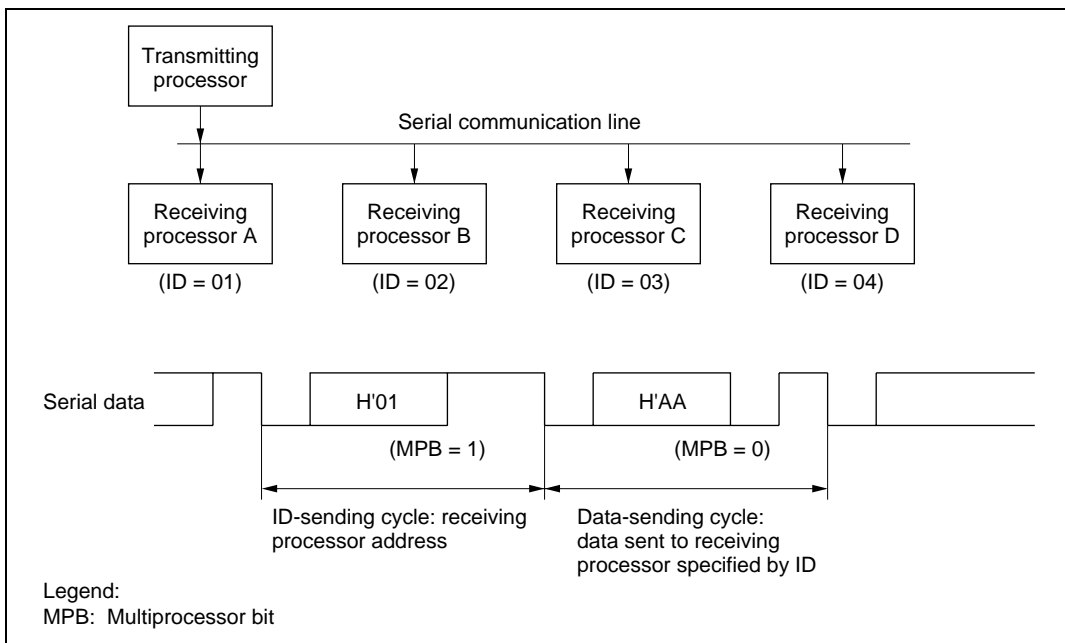 Transmitting
processor
Serial communication line
Receiving
processor A
Receiving
processor B
Receiving
processor C
Receiving
processor D
(ID = 01)
(ID = 02)
(ID = 03)
(ID = 04)
Serial data
H'01
H'AA
(MPB = 1)
(MPB = 0)
ID-sending cycle: receiving
processor address
Data-sending cycle:
data sent to receiving
processor specified by ID
Legend:
MPB: Multiprocessor bit